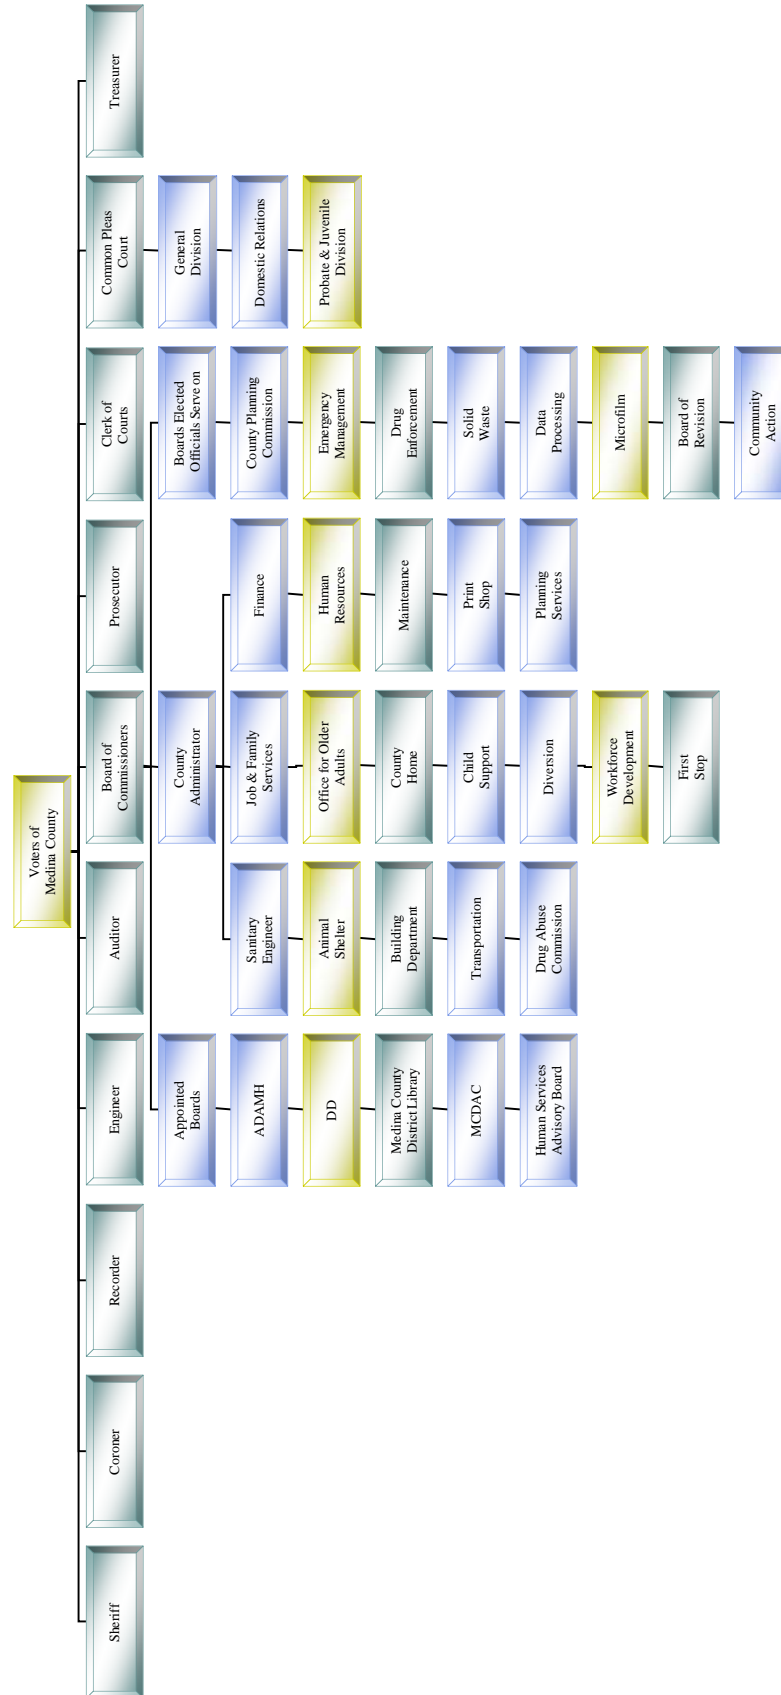 Voters of
Medina County
Sheriff
Coroner
Recorder
Engineer
Auditor
Board of
Commissioners
Prosecutor
Clerk of
Courts
Common Pleas
Court
Treasurer
Appointed
Boards
ADAMH
DD
Medina County
District Library
MCDAC
Human Services
Advisory Board
County
Administrator
Sanitary
Engineer
Animal
Shelter
Building
Department
Transportation
Drug Abuse
Commission
Job & Family
Services
Office for Older
Adults
County
Home
Child
Support
Diversion
Workforce
Development
First
Stop
Finance
Human
Resources
Maintenance
Print
Shop
Planning
Services
Boards Elected
Officials Serve on
County Planning
Commission
Emergency
Management
Drug
Enforcement
Solid
Waste
Data
Processing
Microfilm
Board of
Revision
Community
Action
General
Division
Domestic Relations
Probate & Juvenile
Division